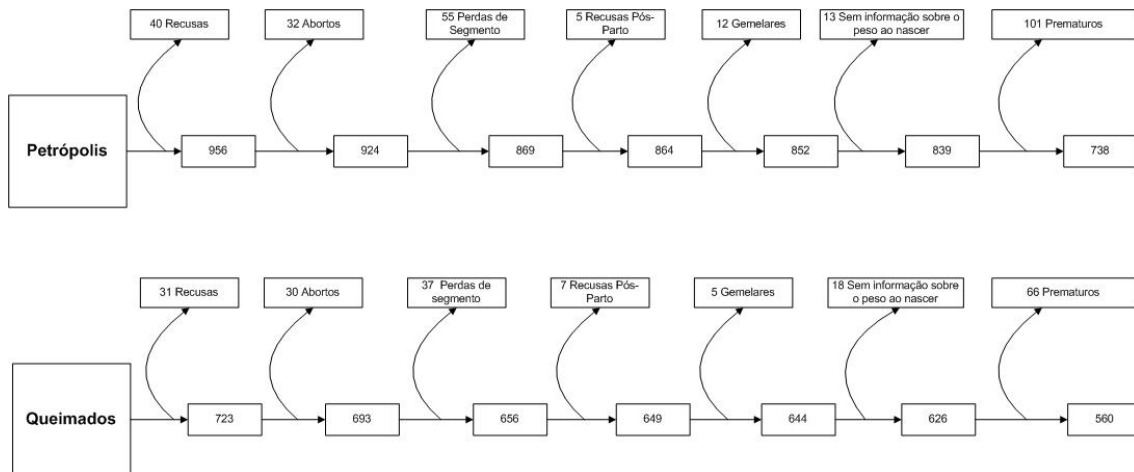 40 Recusas
32 Abortos
55 Perdas de
Segmento
5 Recusas Pós-
Parto
12 Gemelares
13 Sem informação sobre o
peso ao nascer
101 Prematuros
Petrópolis
956
924
869
864
852
839
738
31 Recusas
30 Abortos
37 Perdas de
segmento
7 Recusas Pós-
Parto
5 Gemelares
18 Sem informação sobre
o peso ao nascer
66 Prematuros
Queimados
723
693
656
649
644
626
560